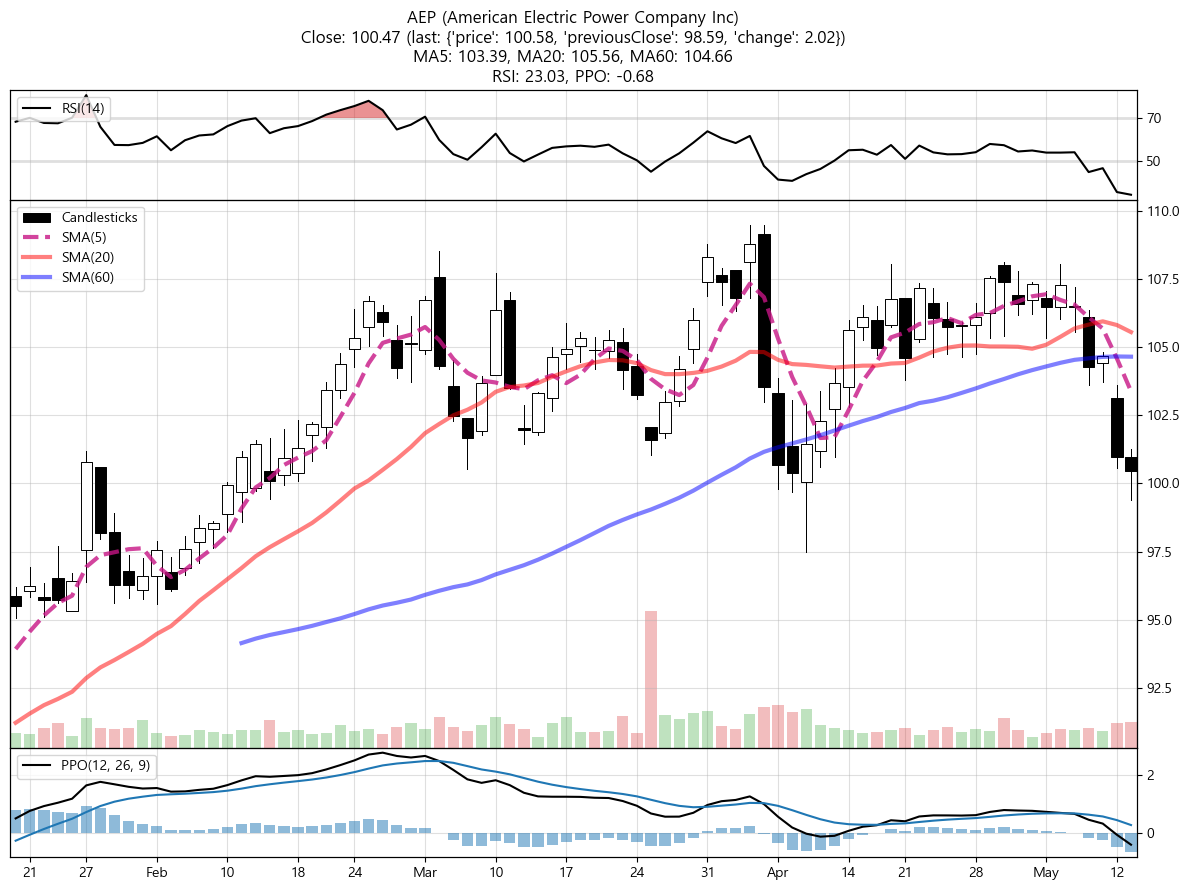 AEP (American Electric Power Company Inc)
Close: 100.47 (last: {'price': 100.58, 'previousClose': 98.59, 'change': 2.02})
MA5: 103.39, MA20: 105.56, MA60: 104.66
RSI: 23.03, PPO: -0.68
RSI(14)
70
50
Candlesticks
SMA(5)
SMA(20)
SMA(60)
110.0
107.5
105.0
102.5
100.0
97.5
95.0
92.5
PPO(12, 26, 9)
2
0
21 27 Feb 10 18 24 Mar 10 17 24 31 Apr 14 21 28 May 12